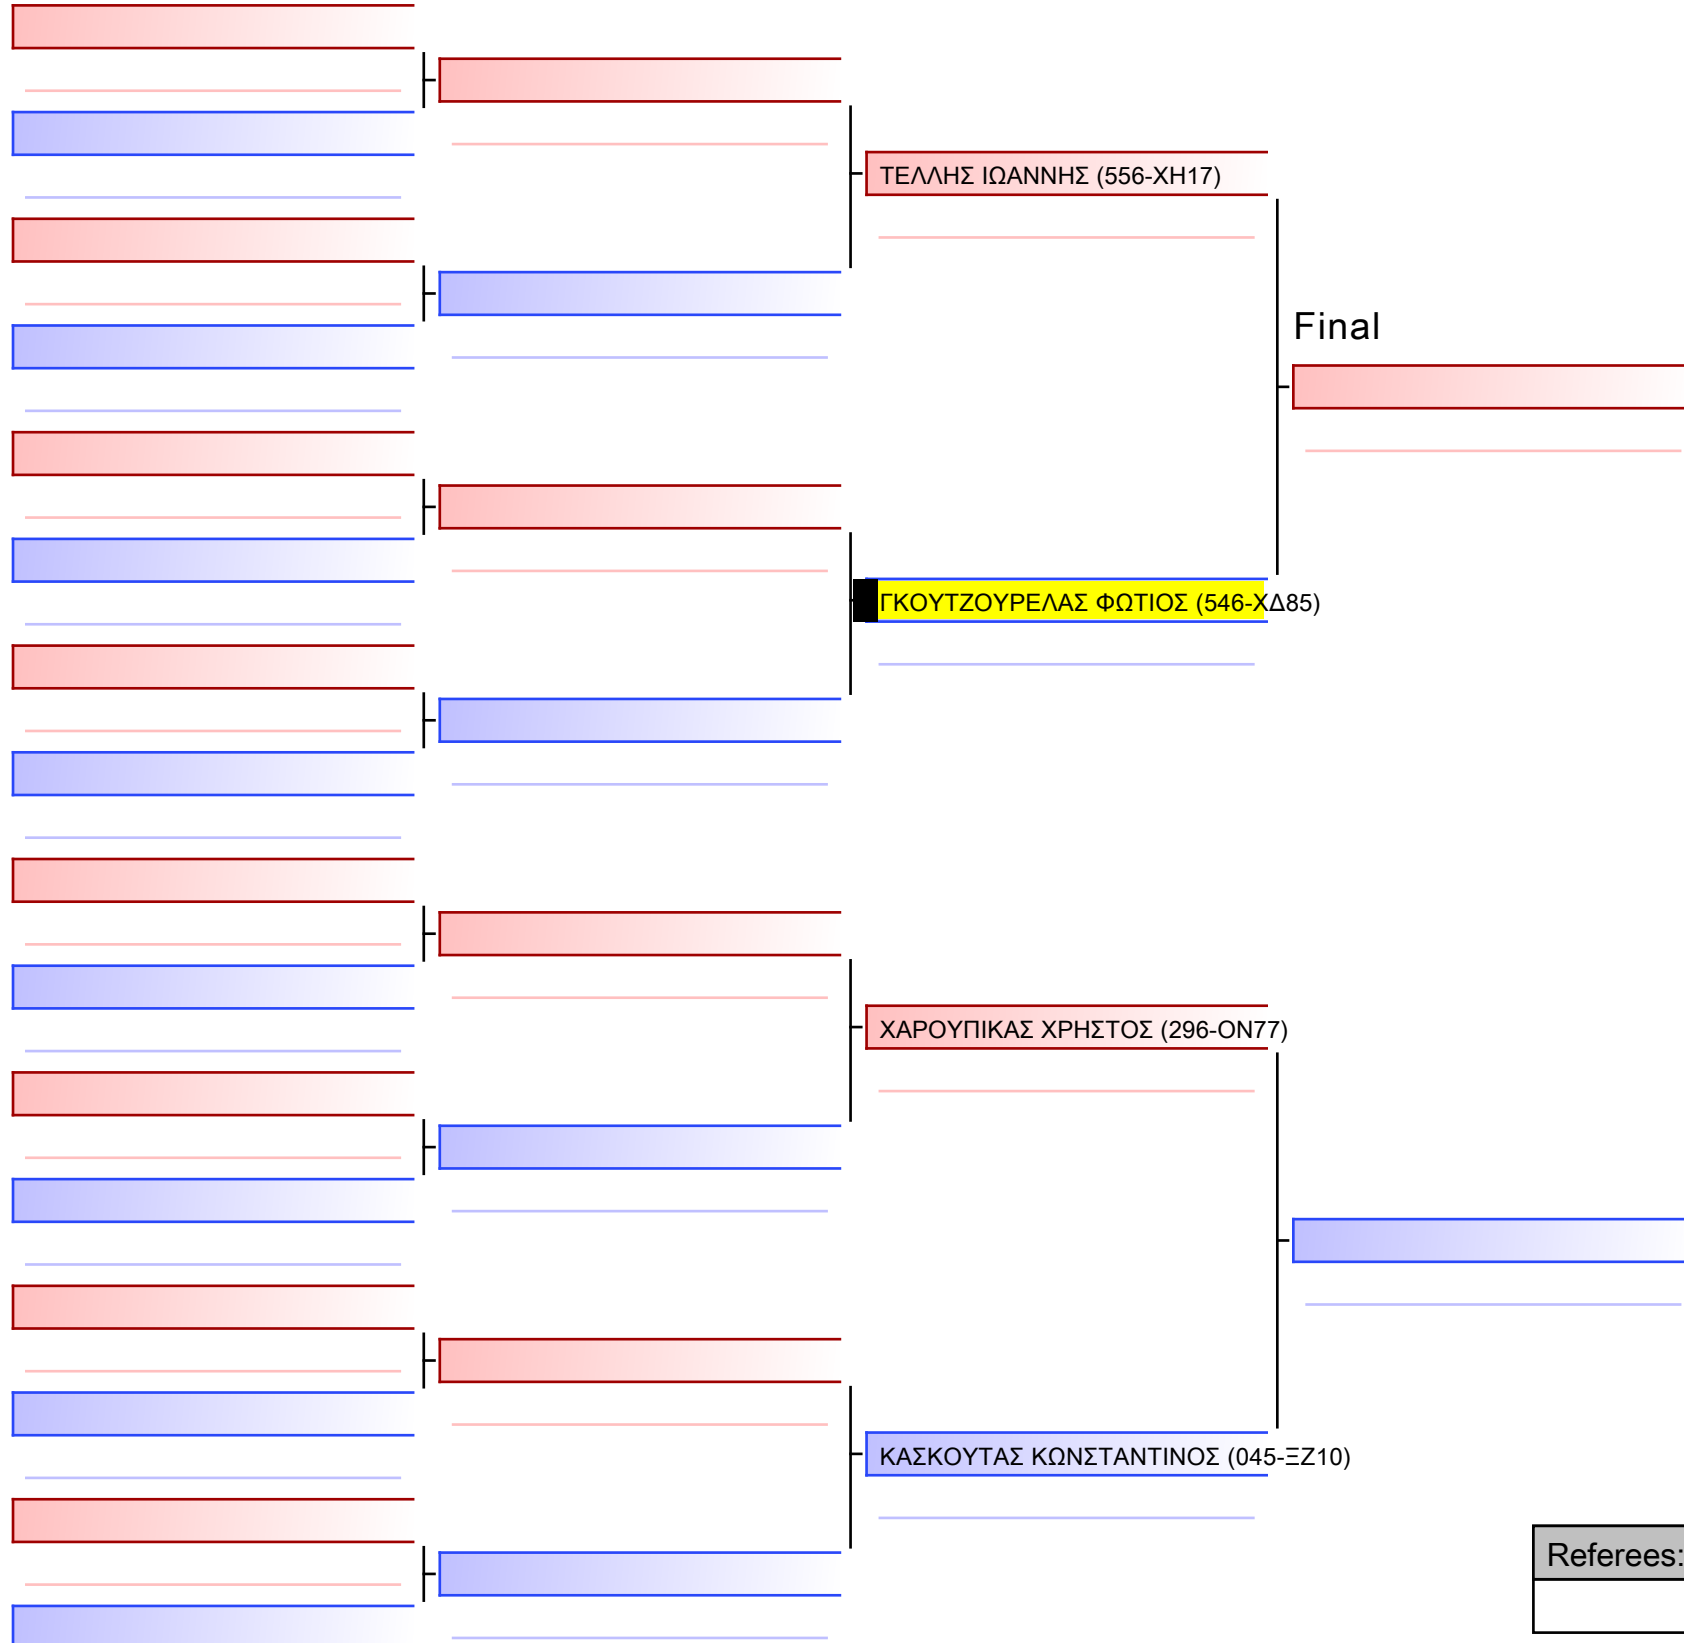 ΤΕΛΛΗΣ ΙΩΑΝΝΗΣ (556-ΧΗ17)
Final
ΓΚΟΥΤΖΟΥΡΕΛΑΣ ΦΩΤΙΟΣ (546-ΧΔ85)
ΧΑΡΟΥΠΙΚΑΣ ΧΡΗΣΤΟΣ (296-ΟΝ77)
ΚΑΣΚΟΥΤΑΣ ΚΩΝΣΤΑΝΤΙΝΟΣ (045-ΞΖ10)
Referees: